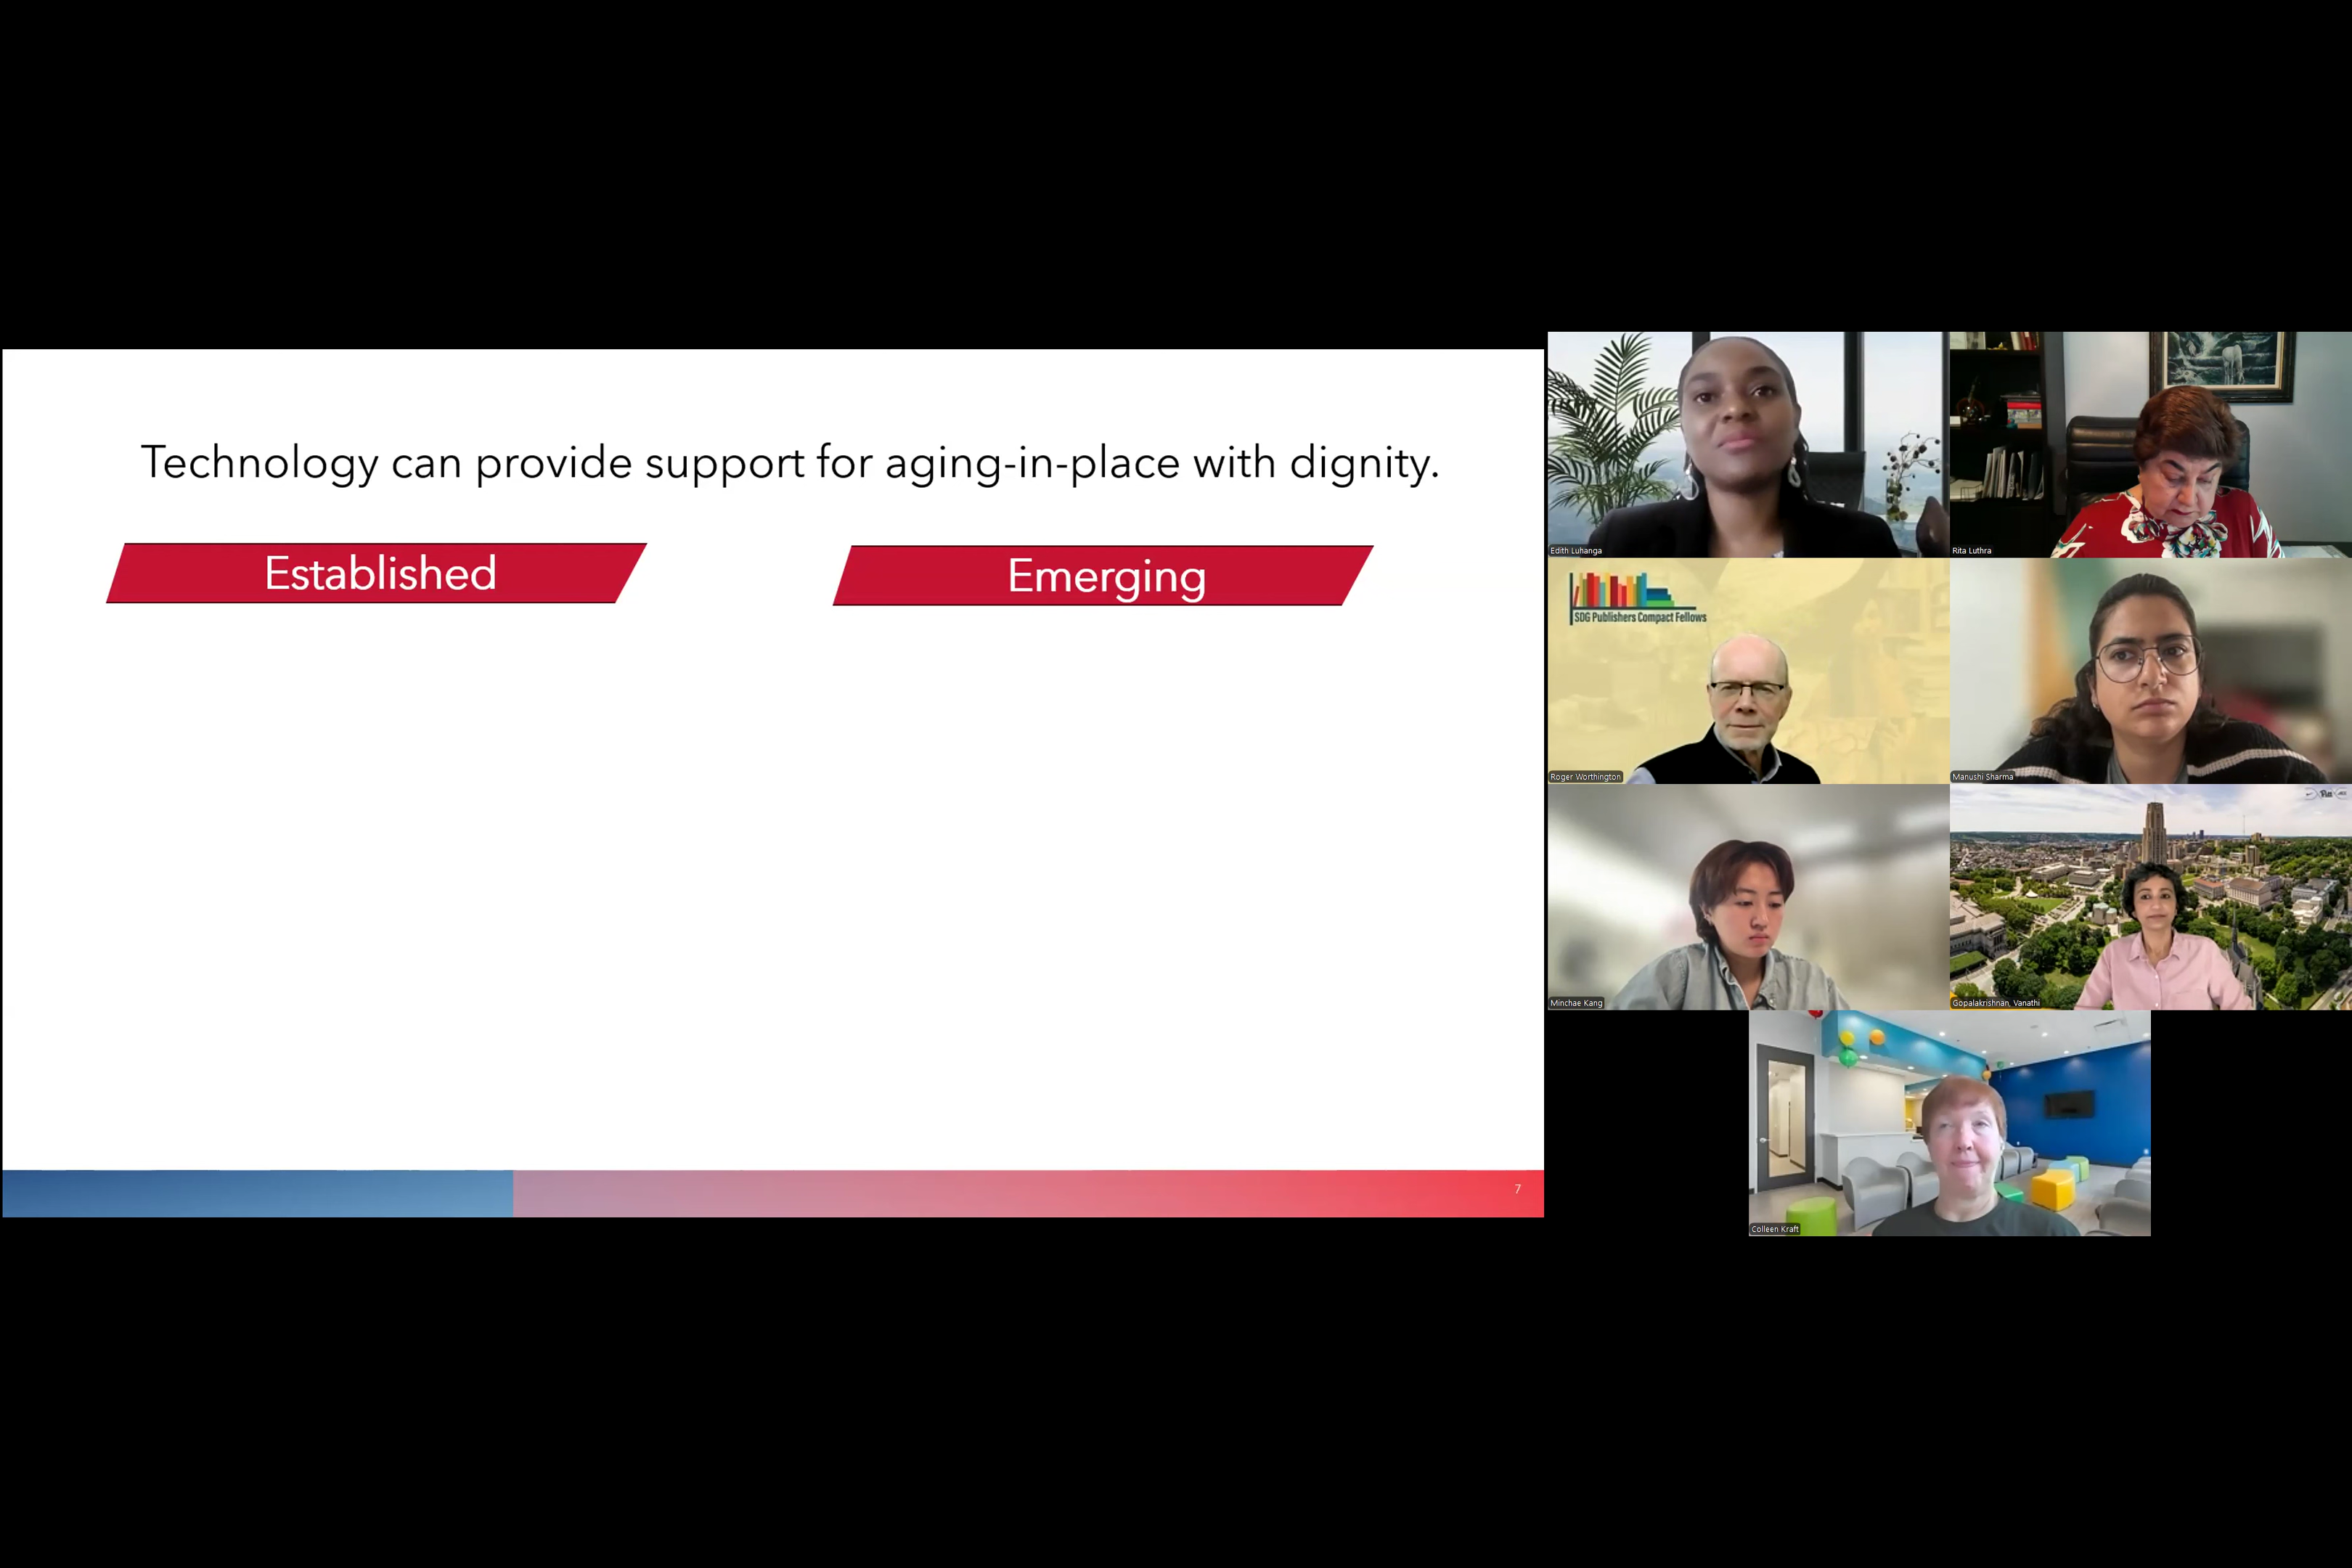 Technology can provide support for aging-in-place with dignity.
Established
Emerging
7
Edith Luhanga
Rita Luthra
SDG Publishers Compact Fellows
Roger Worthington
Manushi Sharma
Minchae Kang
Pitt
Gopalakrishnan, Vanathi
Colleen Kraft